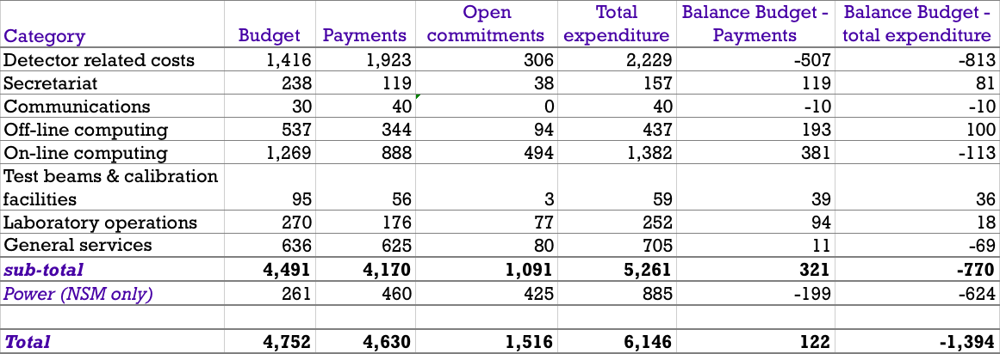 Category Budget Payments Open commitments Total expenditure Balance Budget - Payments Balance Budget - total expenditure
Detector related costs 1,416 1,923 306 2,229 -507 -813
Secretariat 238 119 38 157 119 81
Communications 30 40 0 40 -10 -10
Off-line computing 537 344 94 437 193 100
On-line computing 1,269 888 494 1,382 381 -113
Test beams & calibration
facilities 95 56 3 59 39 36
Laboratory operations 270 176 77 252 94 18
General services 636 625 80 705 11 -69
sub-total 4,491 4,170 1,091 5,261 321 -770
Power (NSM only) 261 460 425 885 -199 -624
Total 4,752 4,630 1,516 6,146 122 -1,394